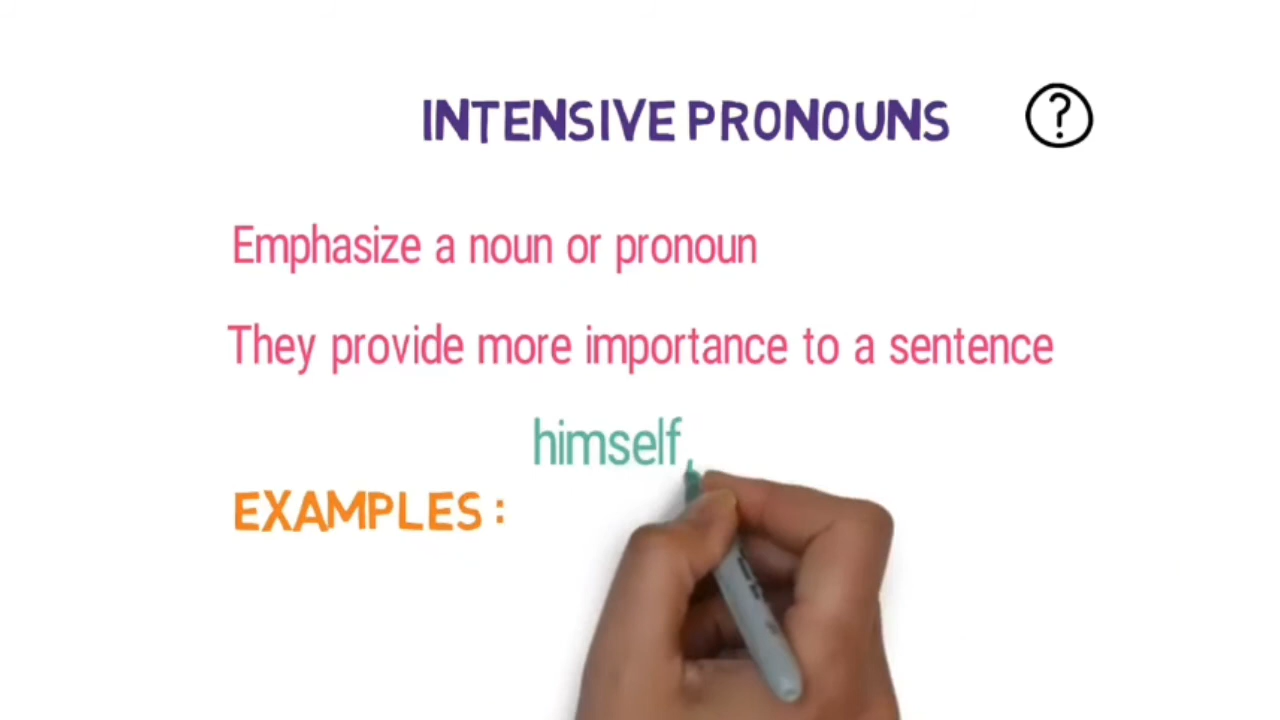 INTENSIVE PRONOUNS ?
Emphasize a noun or pronoun
They provide more importance to a sentence
himself,
EXAMPLES :